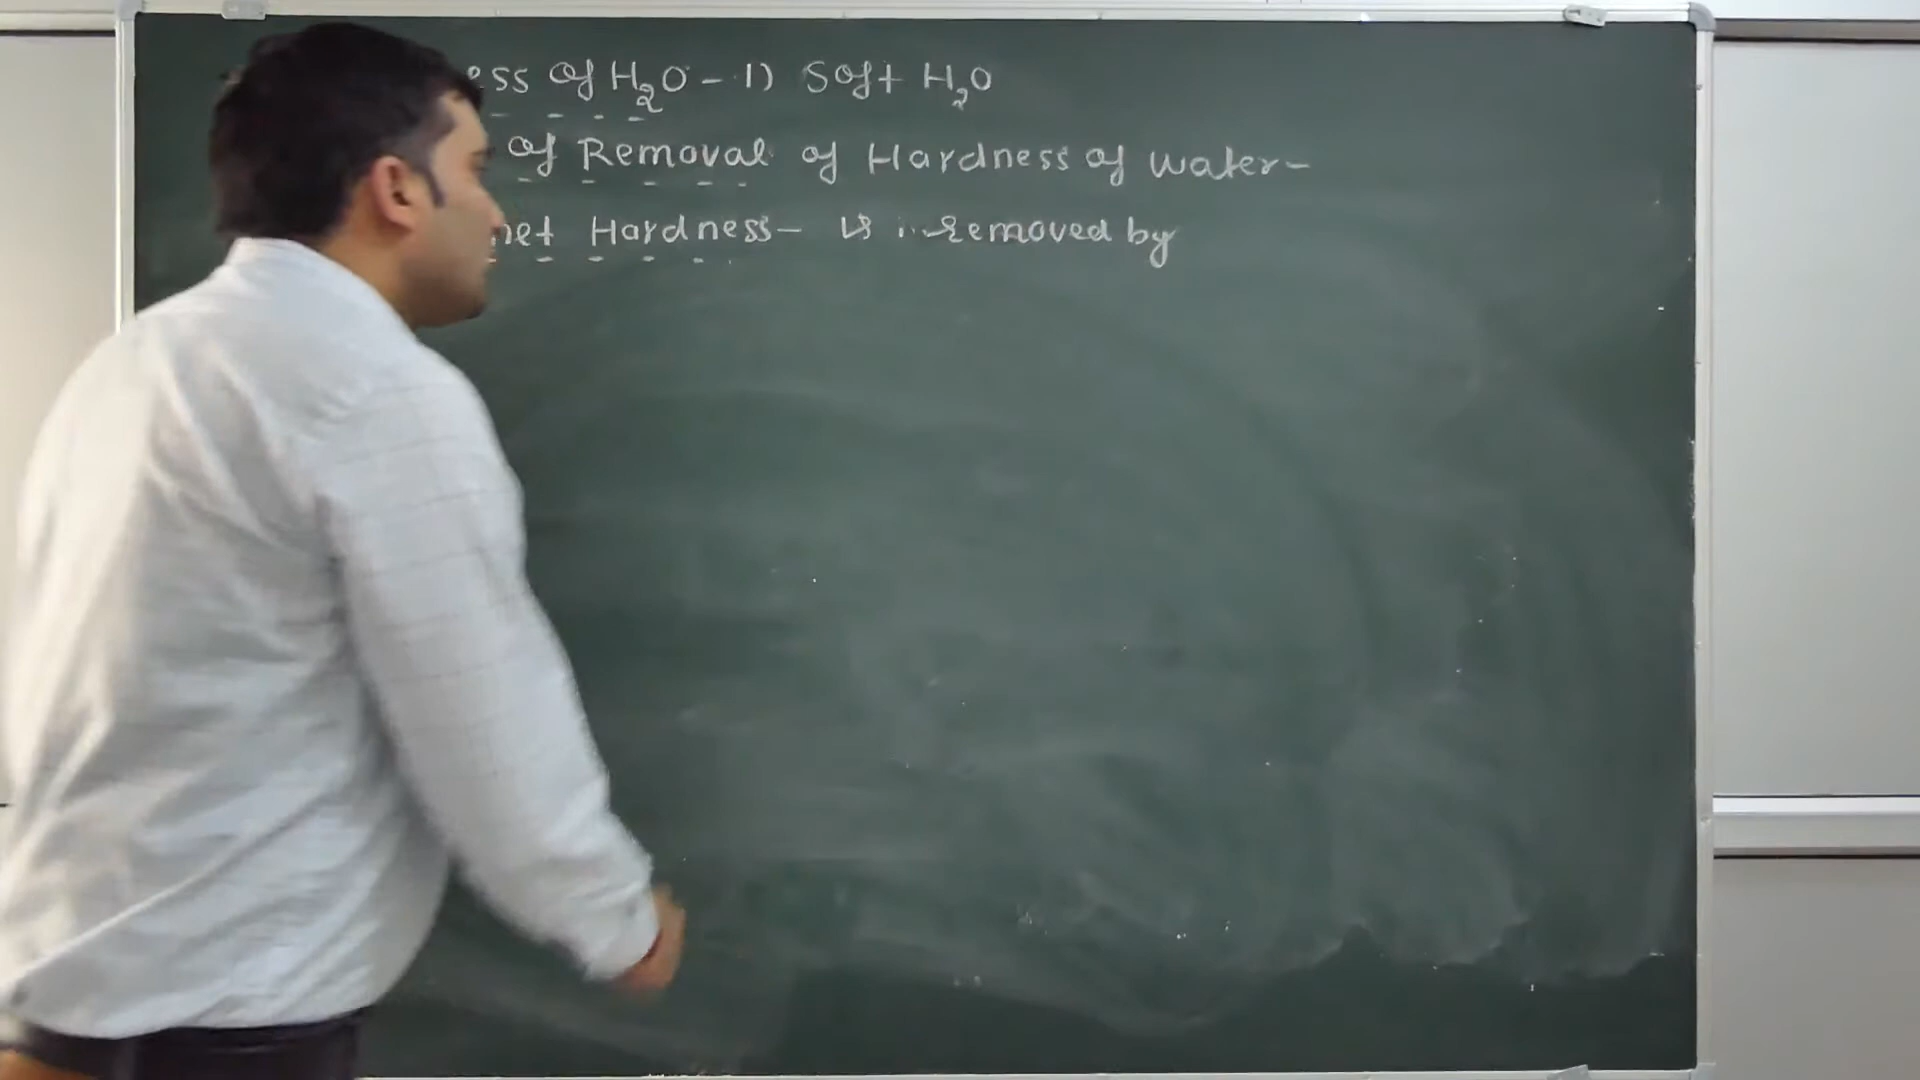 ess of H₂O - 1) Soft H₂O
of Removal of Hardness of water -
net Hardness - is removed by